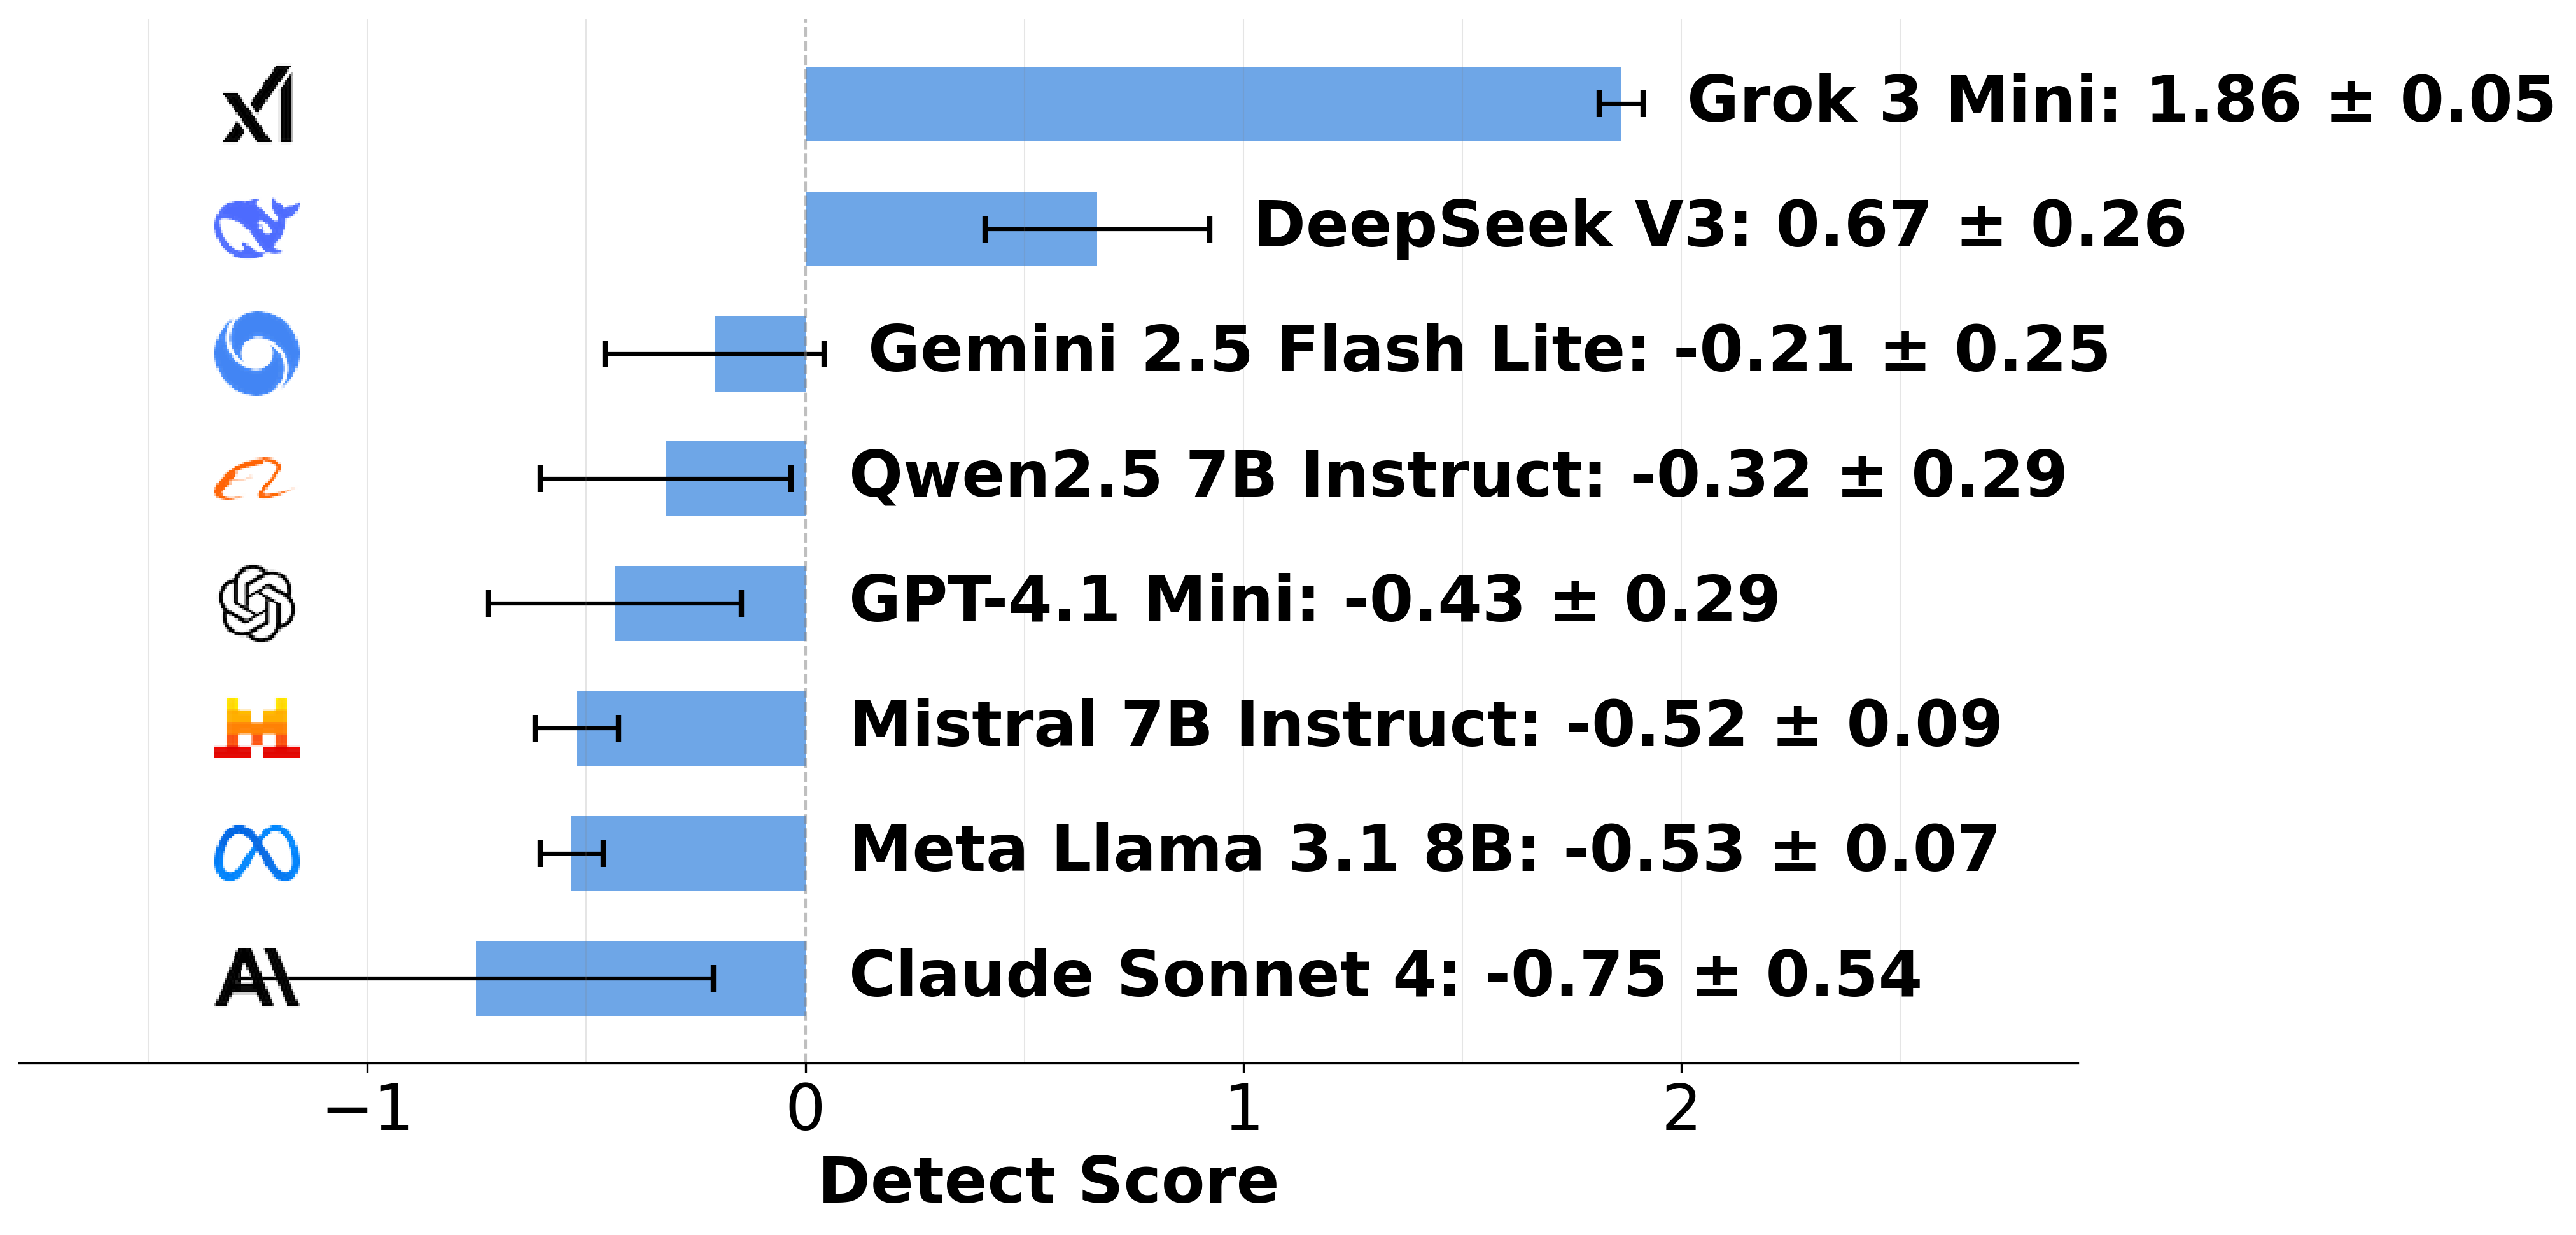 xI
Grok 3 Mini: 1.86 ± 0.05
DeepSeek V3: 0.67 ± 0.26
Gemini 2.5 Flash Lite: -0.21 ± 0.25
Qwen2.5 7B Instruct: -0.32 ± 0.29
GPT-4.1 Mini: -0.43 ± 0.29
Mistral 7B Instruct: -0.52 ± 0.09
Meta Llama 3.1 8B: -0.53 ± 0.07
A\
Claude Sonnet 4: -0.75 ± 0.54
−1 0 1 2
Detect Score